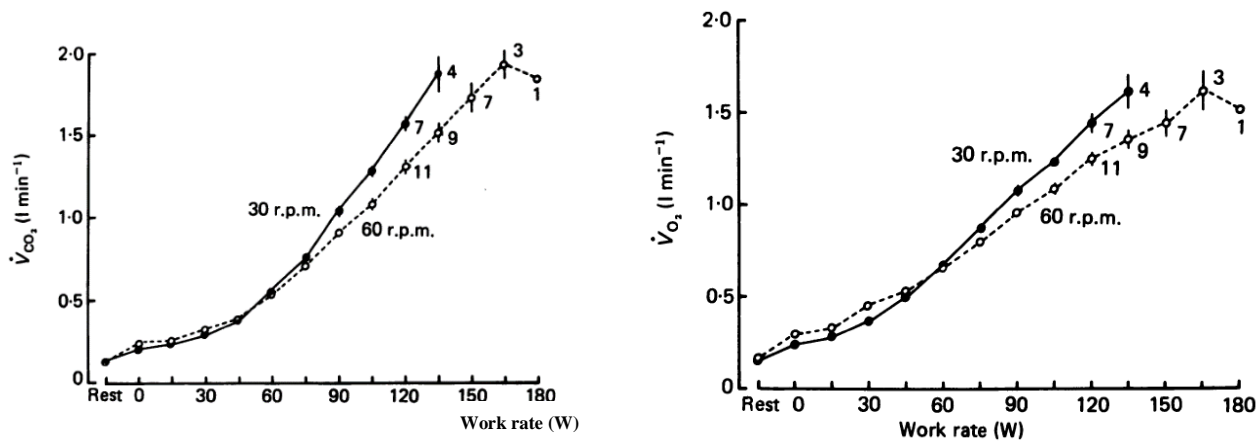 2·0
1·5
1·0
0·5
0
V̇CO₂ (l min⁻¹)
30 r.p.m.
60 r.p.m.
4
7
11
9
7
3
1
Rest 0 30 60 90 120 150 180
Work rate (W)
2·0
1·5
1·0
0·5
0
V̇O₂ (l min⁻¹)
30 r.p.m.
60 r.p.m.
4
7
11
9
7
3
1
Rest 0 30 60 90 120 150 180
Work rate (W)